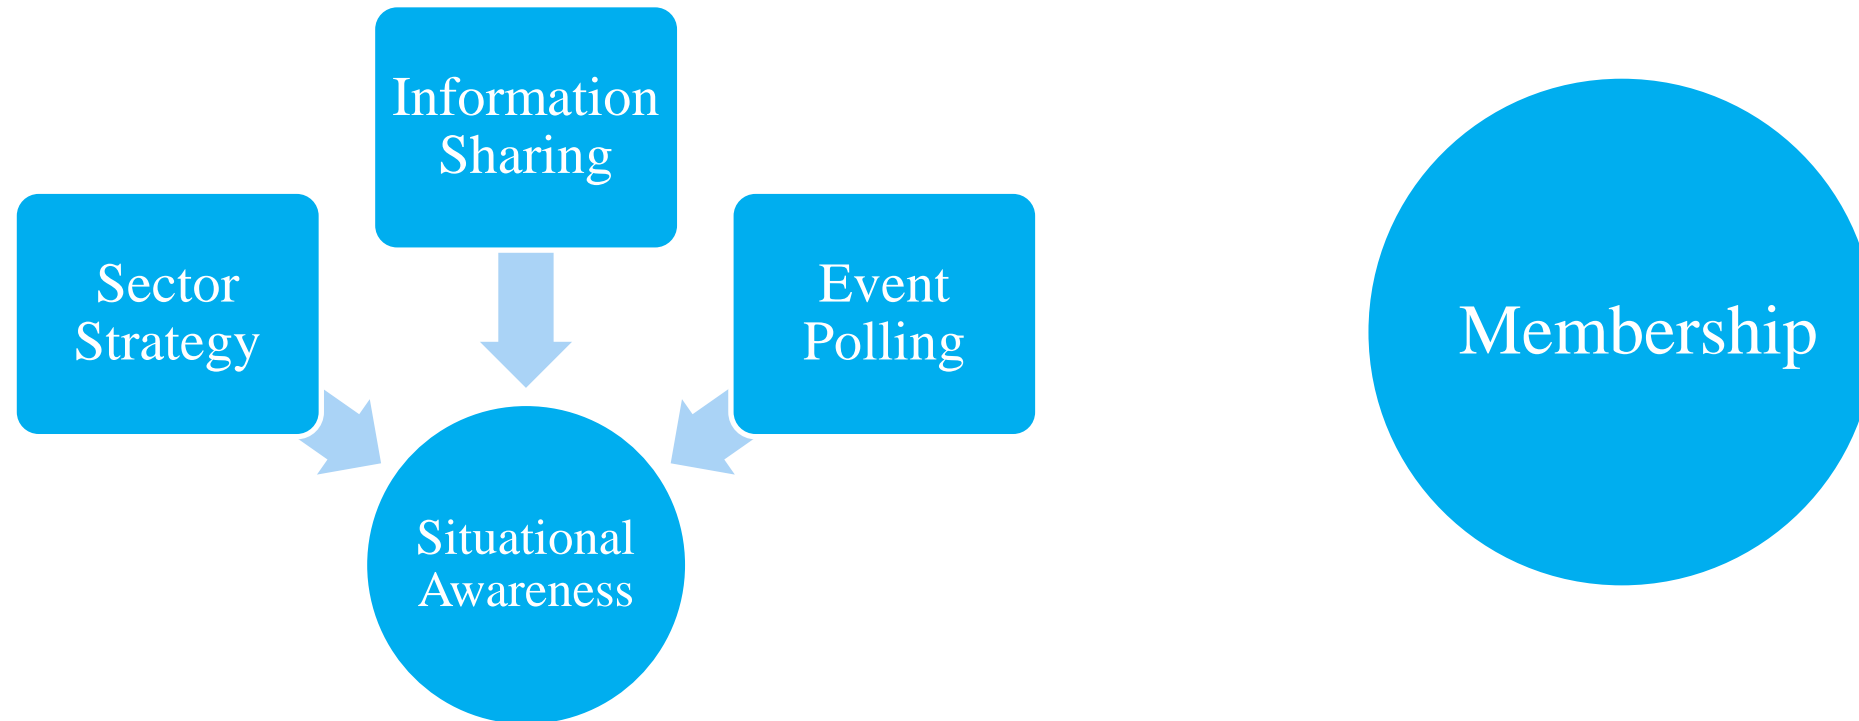 Information
Sharing
Sector
Strategy
Event
Polling
Situational
Awareness
Membership